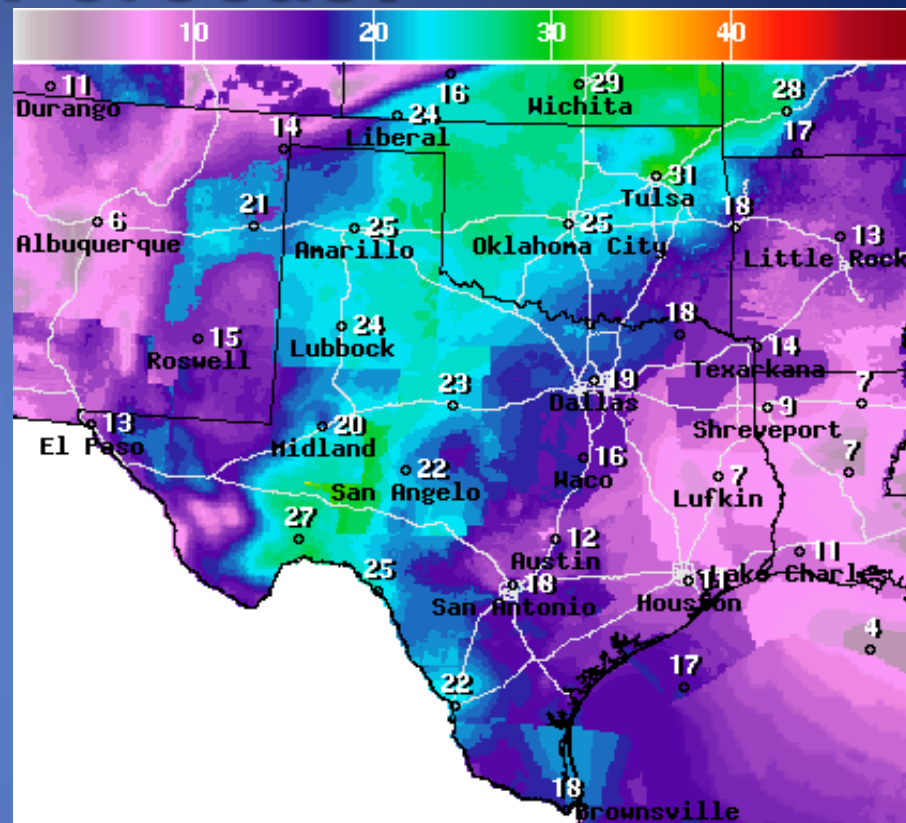 10 20 30 40
11
Durango
16
29
Wichita
28
24
Liberal
14
17
31
Tulsa
6
Albuquerque
21
25
Amarillo
25
Oklahoma City
18
13
Little Rock
15
Roswell
24
Lubbock
18
14
Texarkana
19
Dallas
23
9
Shreveport
7
13
El Paso
20
Midland
22
San Angelo
16
Waco
7
Lufkin
7
27
12
Austin
11
Lake Charles
25
18
San Antonio
11
Houston
4
17
22
18
Brownsville